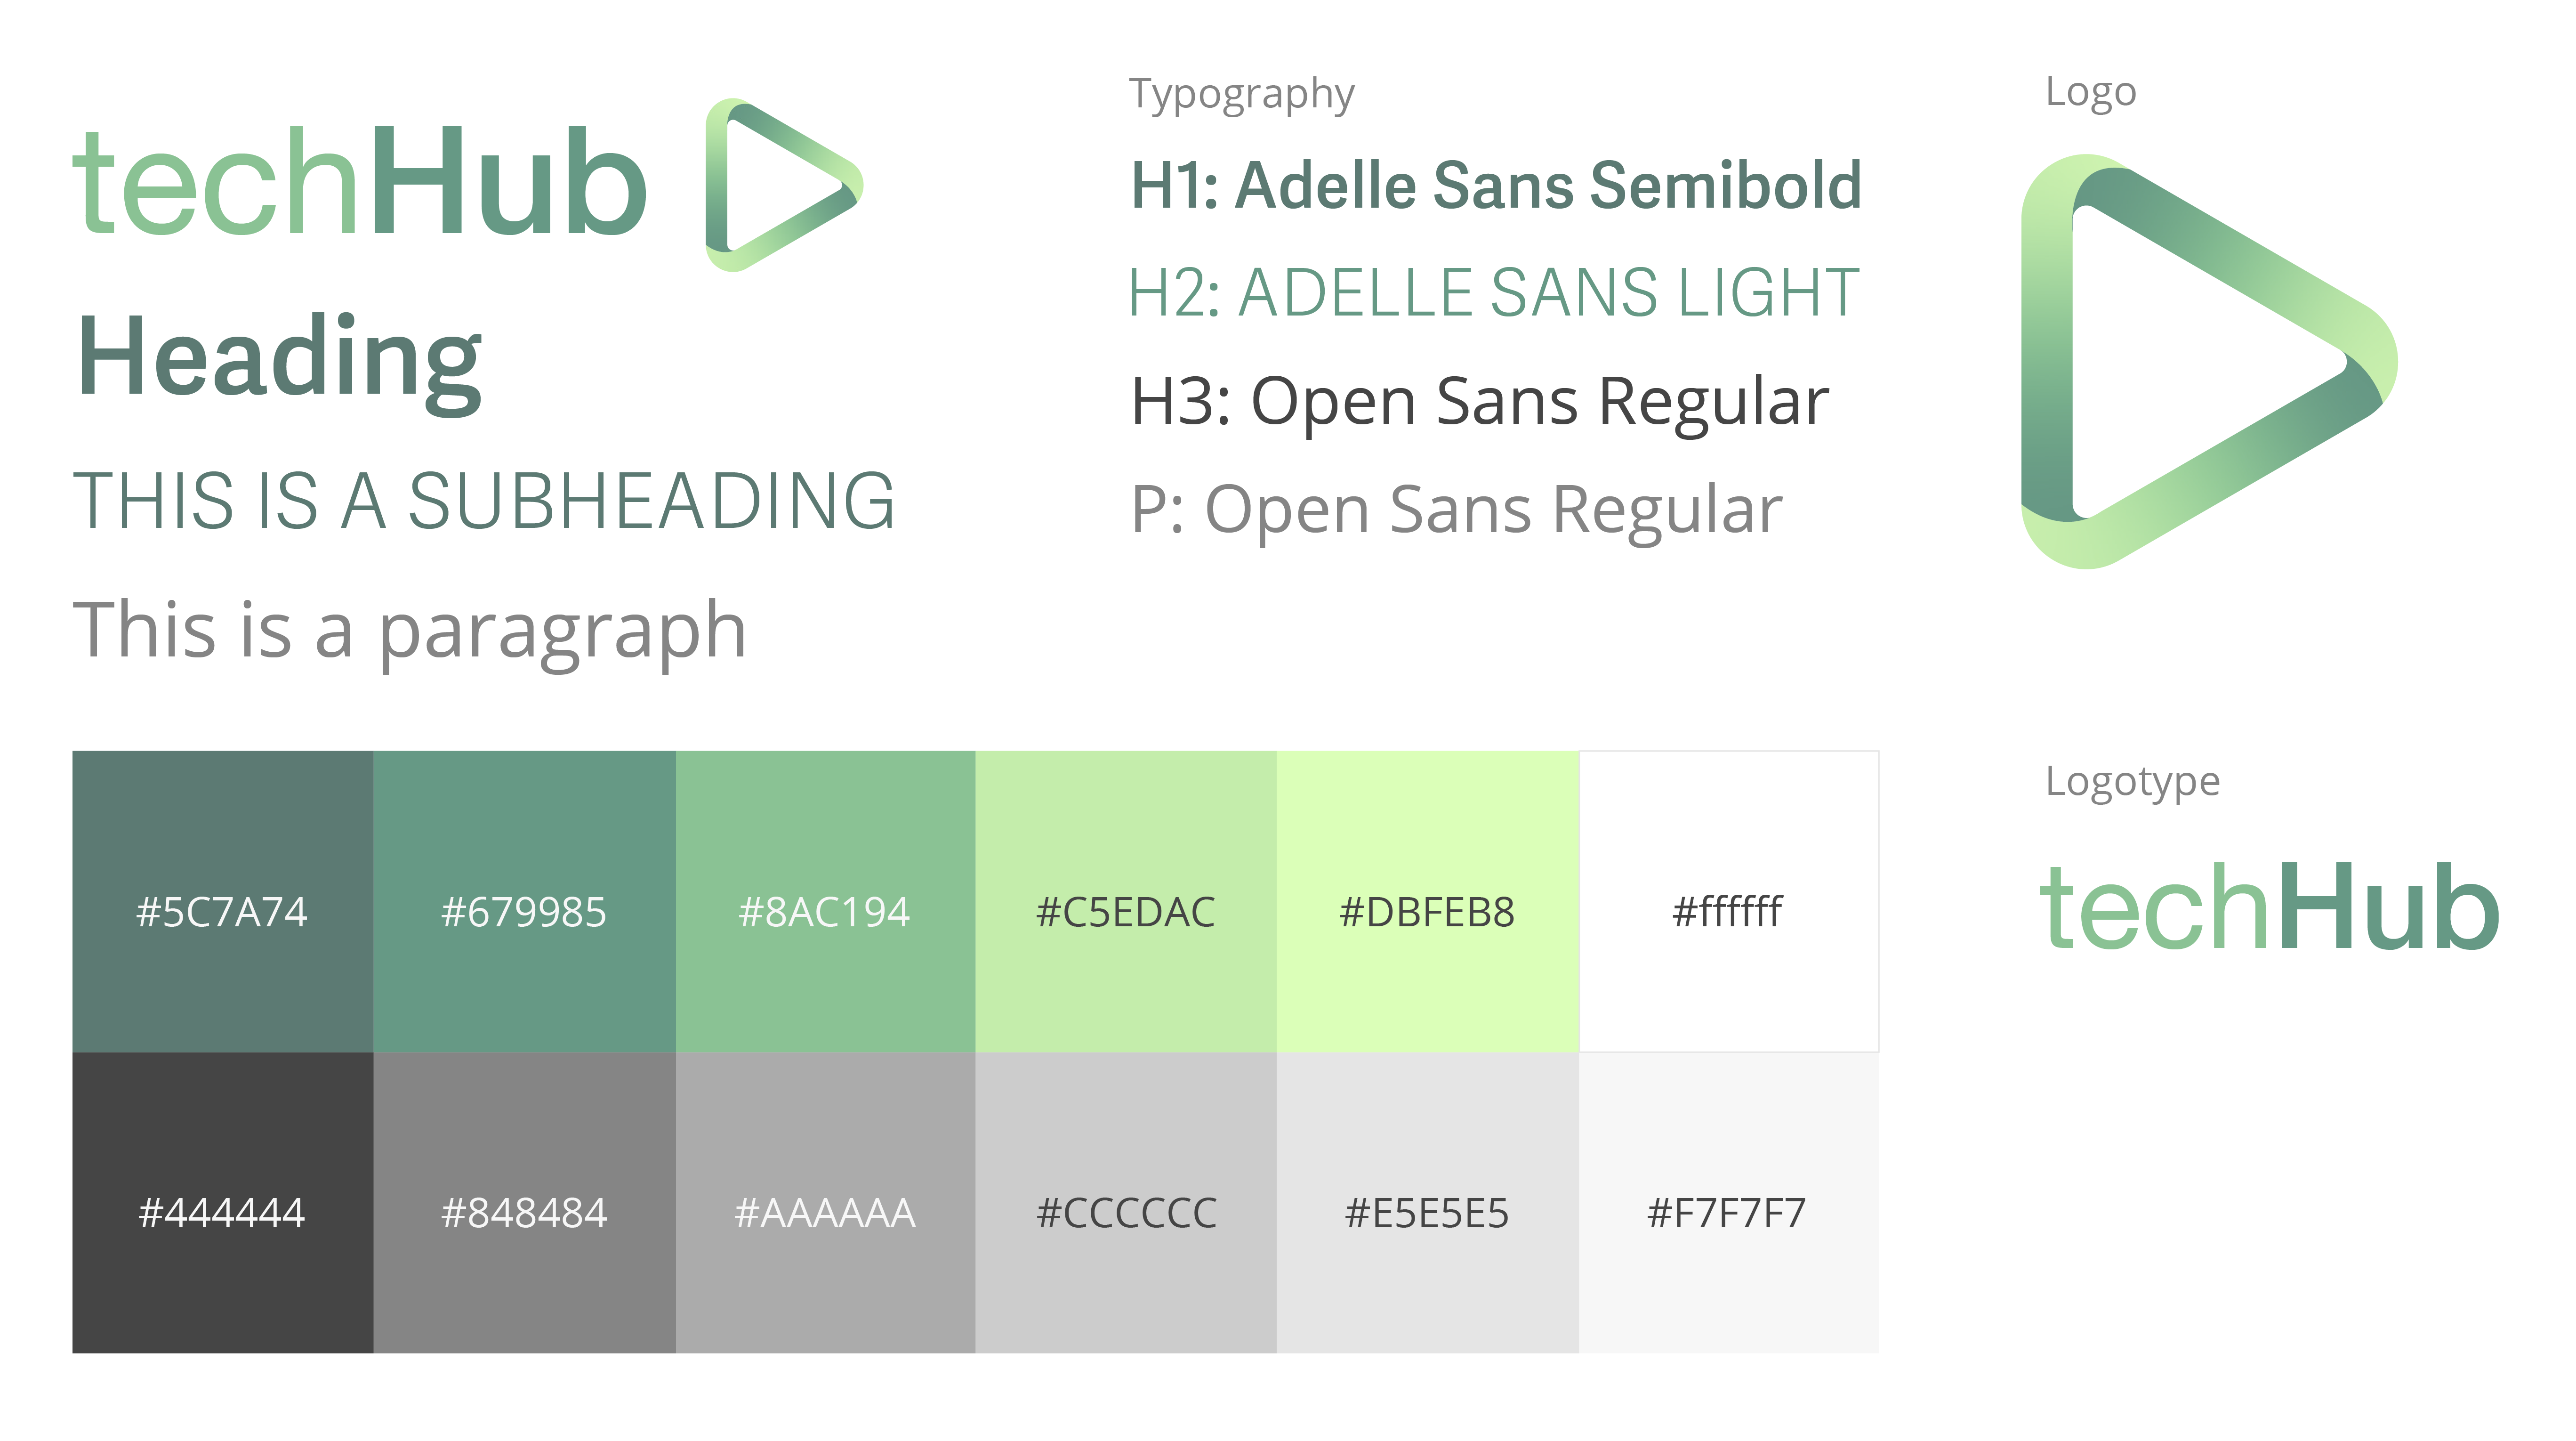 techHub
Heading
THIS IS A SUBHEADING
This is a paragraph
Typography
H1: Adelle Sans Semibold
H2: ADELLE SANS LIGHT
H3: Open Sans Regular
P: Open Sans Regular
Logo
#5C7A74
#679985
#8AC194
#C5EDAC
#DBFEB8
#ffffff
#444444
#848484
#AAAAAA
#CCCCCC
#E5E5E5
#F7F7F7
Logotype
techHub